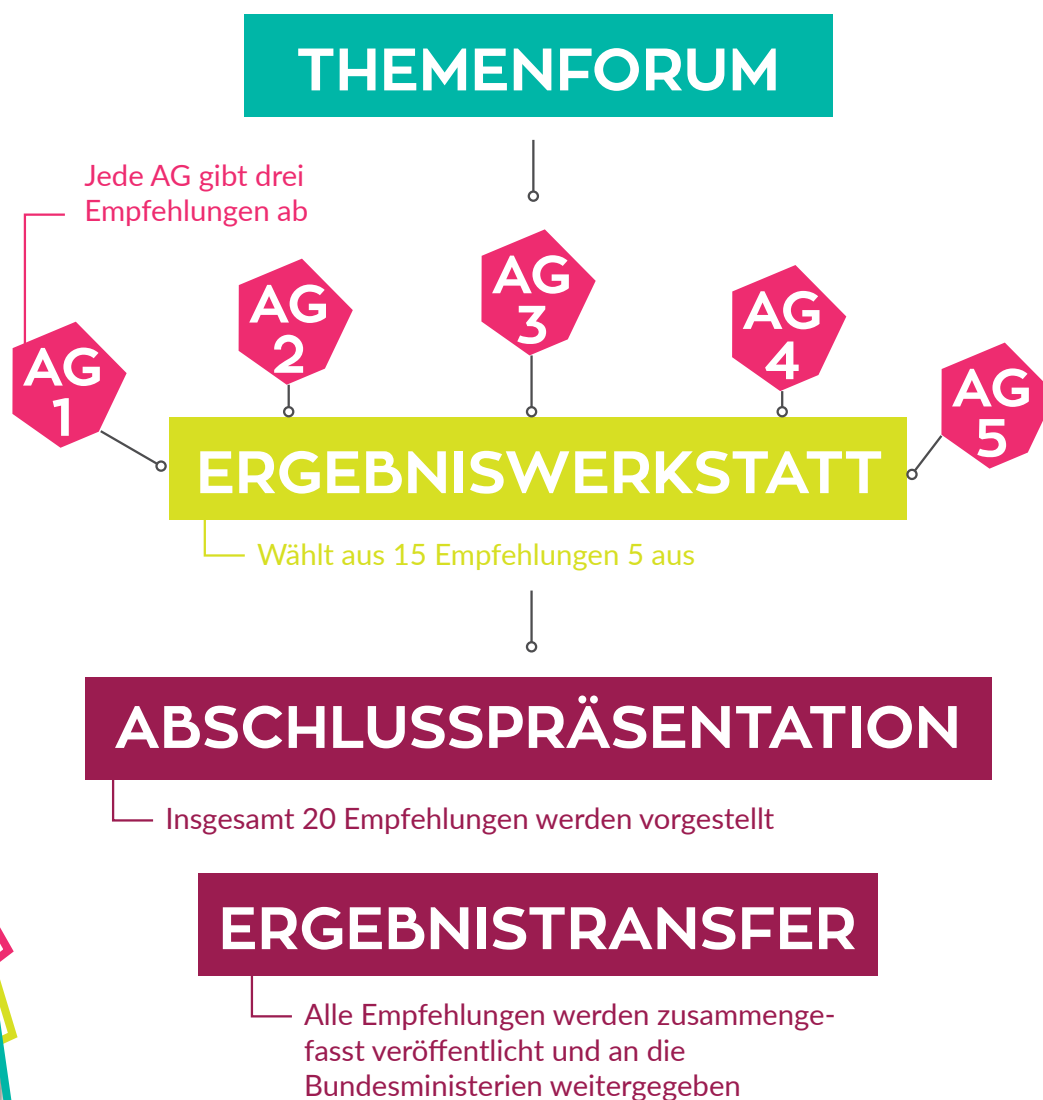 THEMENFORUM
Jede AG gibt drei
Empfehlungen ab
AG
1
AG
2
AG
3
AG
4
AG
5
ERGEBNISWERKSTATT
Wählt aus 15 Empfehlungen 5 aus
ABSCHLUSSPRÄSENTATION
Insgesamt 20 Empfehlungen werden vorgestellt
ERGEBNISTRANSFER
Alle Empfehlungen werden zusammenge-
fasst veröffentlicht und an die
Bundesministerien weitergegeben